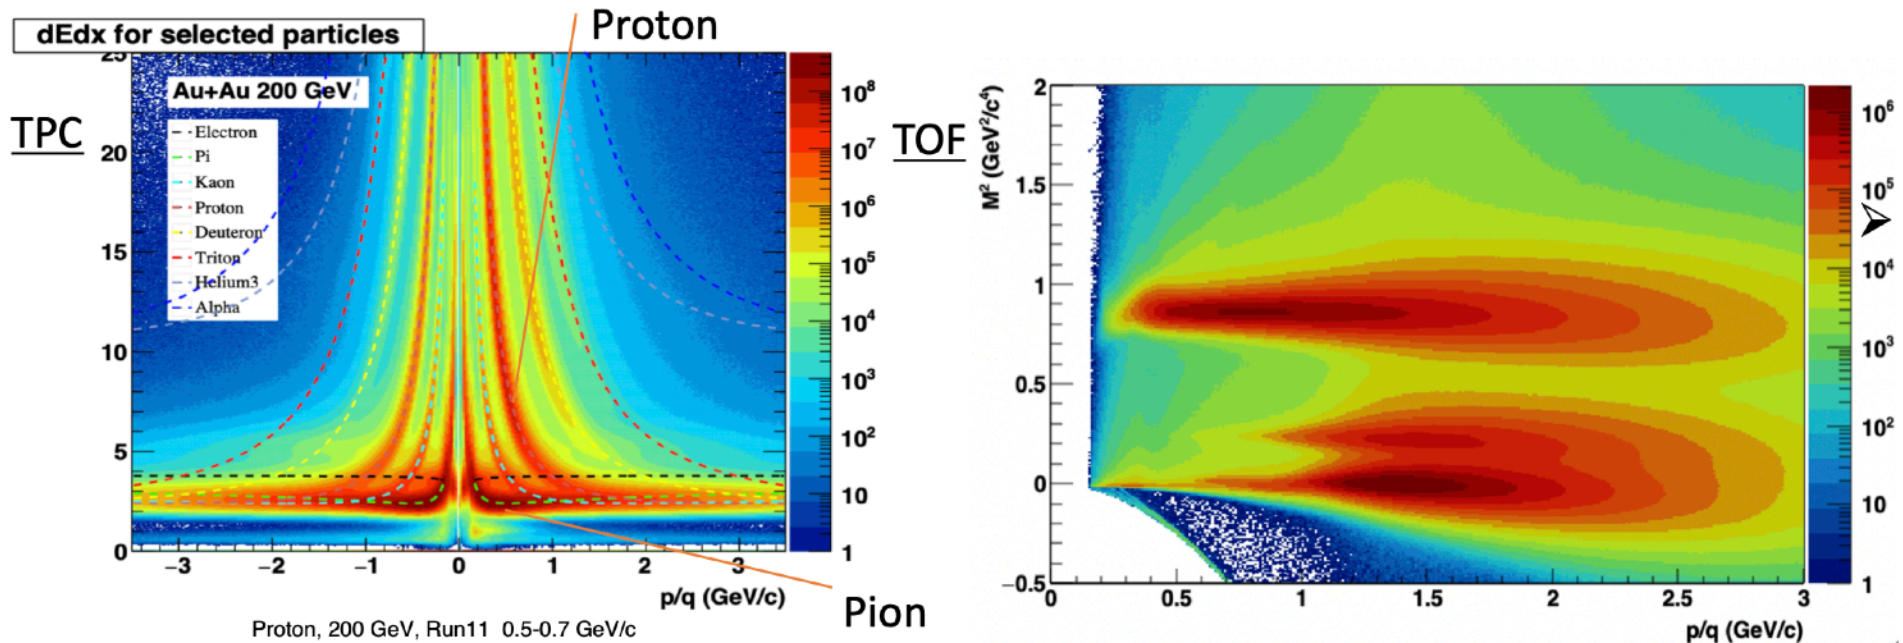 Proton
dEdx for selected particles
TPC
Au+Au 200 GeV
Electron
Pi
Kaon
Proton
Deuteron
Triton
Helium3
Alpha
25
20
15
10
5
0
−3 −2 −1 0 1 2 3
p/q (GeV/c)
10⁸
10⁷
10⁶
10⁵
10⁴
10³
10²
10
1
Pion
Proton, 200 GeV, Run11 0.5-0.7 GeV/c
TOF
M² (GeV²/c⁴)
2
1.5
1
0.5
0
−0.5
0 0.5 1 1.5 2 2.5 3
p/q (GeV/c)
10⁶
10⁵
10⁴
10³
10²
10
1